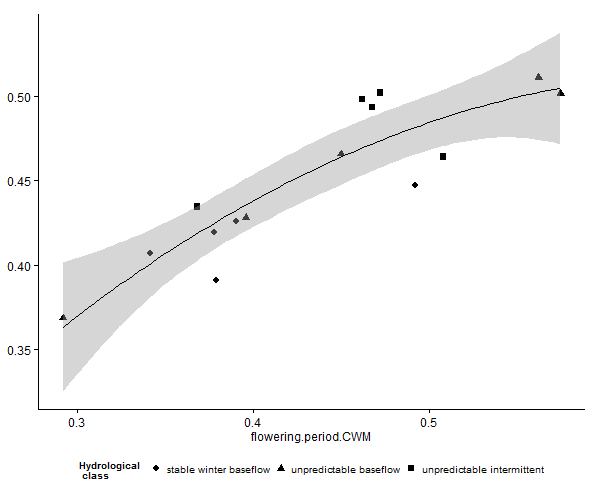 0.50
0.45
0.40
0.35
0.3 0.4 0.5
flowering.period.CWM
Hydrological
class
stable winter baseflow unpredictable baseflow unpredictable intermittent